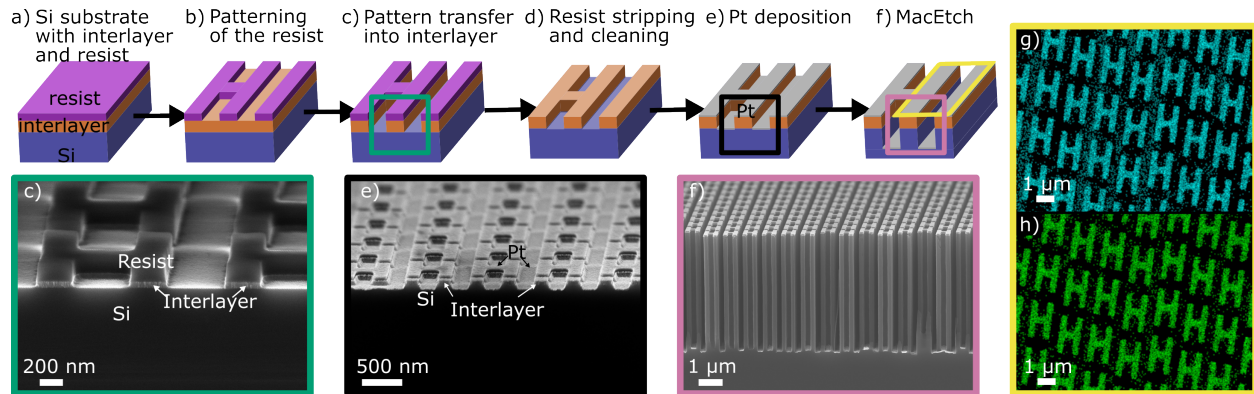 a) Si substrate
with interlayer
and resist
b) Patterning
of the resist
c) Pattern transfer
into interlayer
d) Resist stripping
and cleaning
e) Pt deposition
f) MacEtch
resist
interlayer
Si
Pt
c)
Resist
Interlayer
Si
200 nm
e)
Pt
Si
Interlayer
500 nm
f)
1 μm
g)
1 μm
h)
1 μm